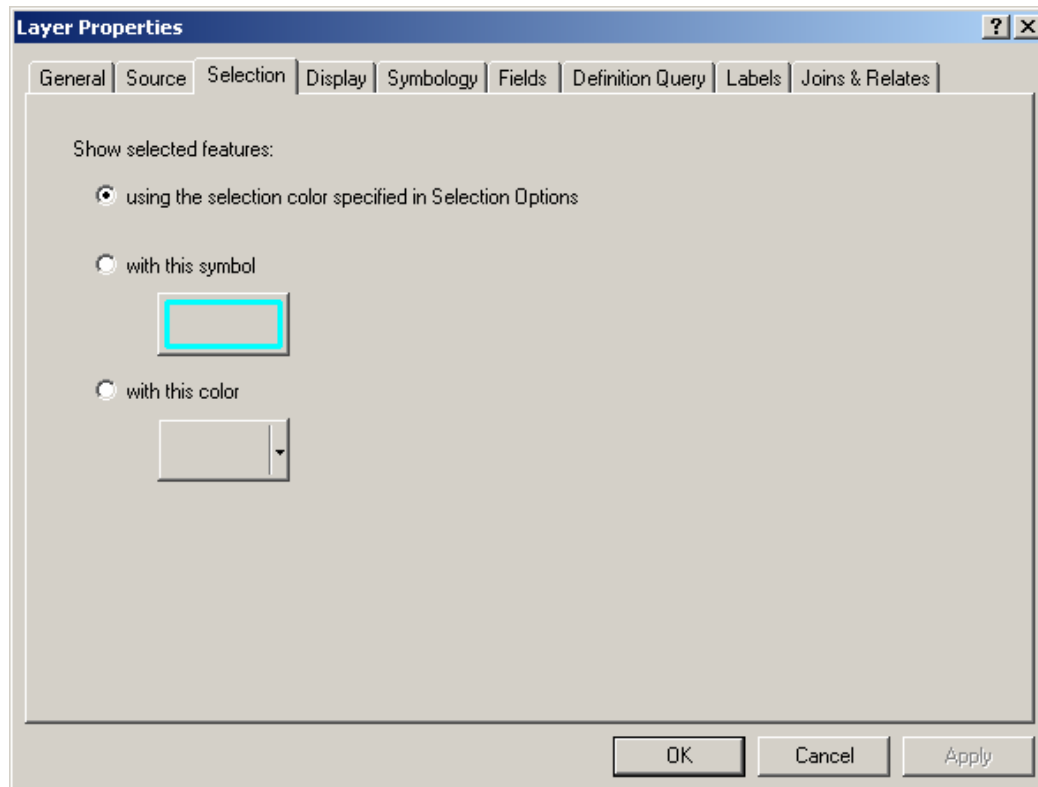 Layer Properties
General Source Selection Display Symbology Fields Definition Query Labels Joins & Relates
Show selected features:
using the selection color specified in Selection Options
with this symbol
with this color
OK Cancel Apply